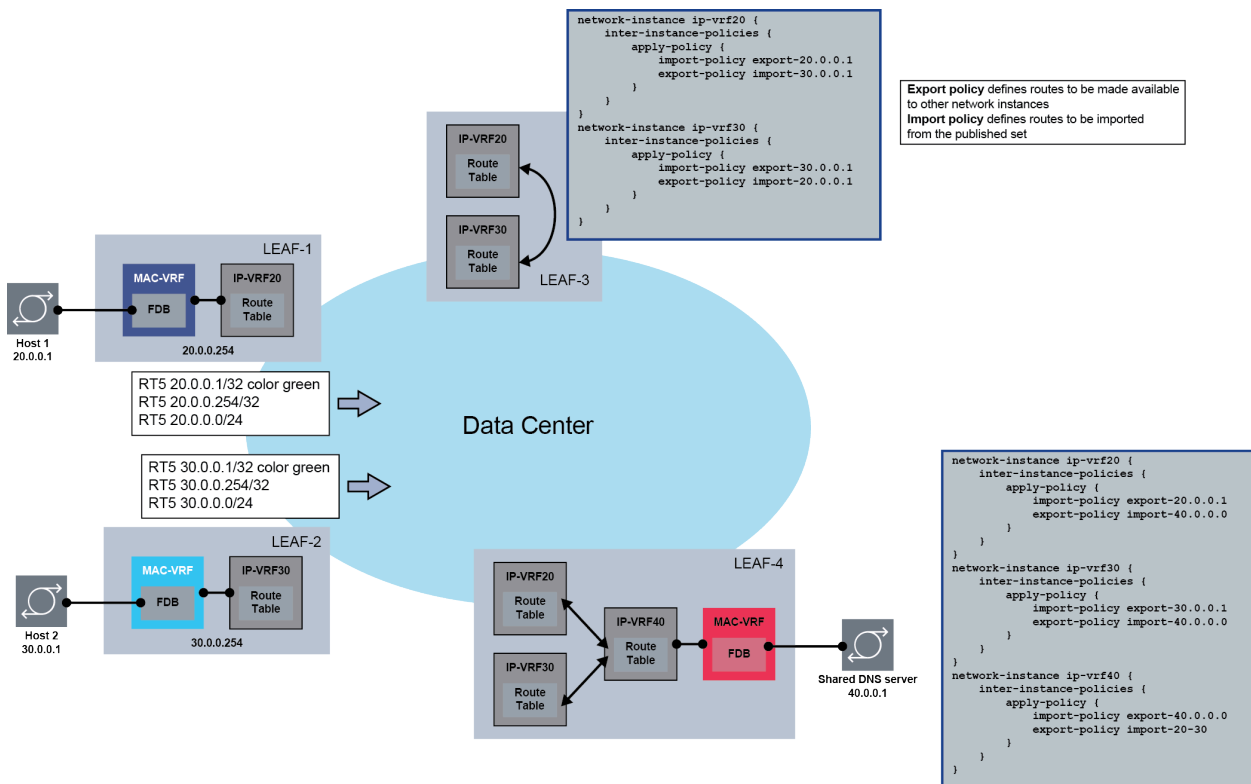 network-instance ip-vrf20 {
    inter-instance-policies {
        apply-policy {
            import-policy export-20.0.0.1
            export-policy import-30.0.0.1
        }
    }
}
network-instance ip-vrf30 {
    inter-instance-policies {
        apply-policy {
            import-policy export-30.0.0.1
            export-policy import-20.0.0.1
        }
    }
}
Export policy defines routes to be made available
to other network instances
Import policy defines routes to be imported
from the published set
IP-VRF20
Route
Table
IP-VRF30
Route
Table
LEAF-3
LEAF-1
MAC-VRF
FDB
IP-VRF20
Route
Table
20.0.0.254
Host 1
20.0.0.1
RT5 20.0.0.1/32 color green
RT5 20.0.0.254/32
RT5 20.0.0.0/24
Data Center
RT5 30.0.0.1/32 color green
RT5 30.0.0.254/32
RT5 30.0.0.0/24
LEAF-2
MAC-VRF
FDB
IP-VRF30
Route
Table
30.0.0.254
Host 2
30.0.0.1
LEAF-4
IP-VRF20
Route
Table
IP-VRF30
Route
Table
IP-VRF40
Route
Table
MAC-VRF
FDB
Shared DNS server
40.0.0.1
network-instance ip-vrf20 {
    inter-instance-policies {
        apply-policy {
            import-policy export-20.0.0.1
            export-policy import-40.0.0.0
        }
    }
}
network-instance ip-vrf30 {
    inter-instance-policies {
        apply-policy {
            import-policy export-30.0.0.1
            export-policy import-40.0.0.0
        }
    }
}
network-instance ip-vrf40 {
    inter-instance-policies {
        apply-policy {
            import-policy export-40.0.0.0
            export-policy import-20-30
        }
    }
}